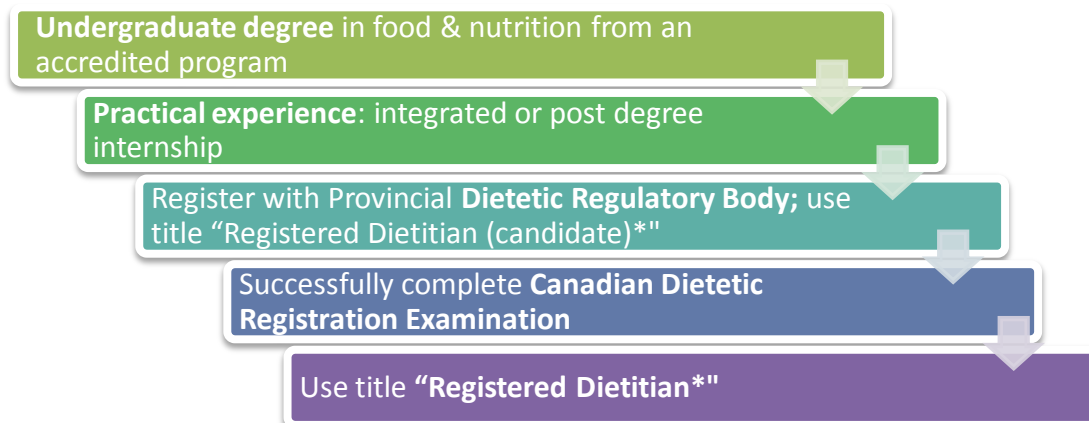 Undergraduate degree in food & nutrition from an
accredited program
Practical experience: integrated or post degree
internship
Register with Provincial Dietetic Regulatory Body; use
title “Registered Dietitian (candidate)*"
Successfully complete Canadian Dietetic
Registration Examination
Use title “Registered Dietitian*"